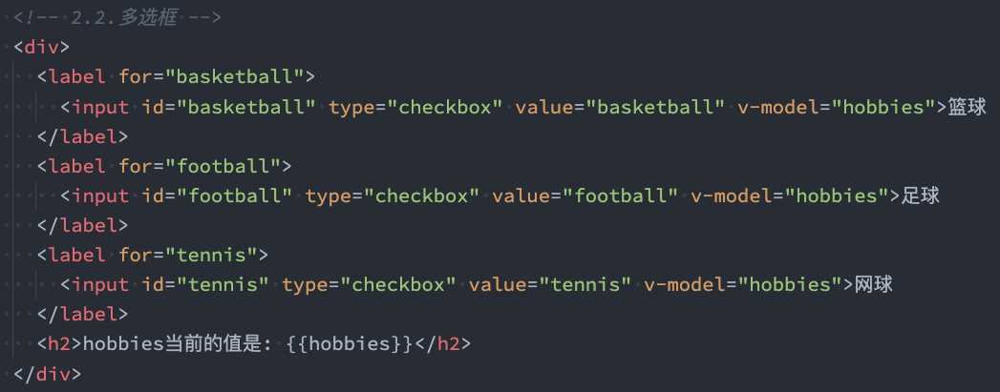 <!-- 2.2.多选框 -->
<div>
<label for="basketball">
<input id="basketball" type="checkbox" value="basketball" v-model="hobbies">篮球
</label>
<label for="football">
<input id="football" type="checkbox" value="football" v-model="hobbies">足球
</label>
<label for="tennis">
<input id="tennis" type="checkbox" value="tennis" v-model="hobbies">网球
</label>
<h2>hobbies当前的值是: {{hobbies}}</h2>
</div>